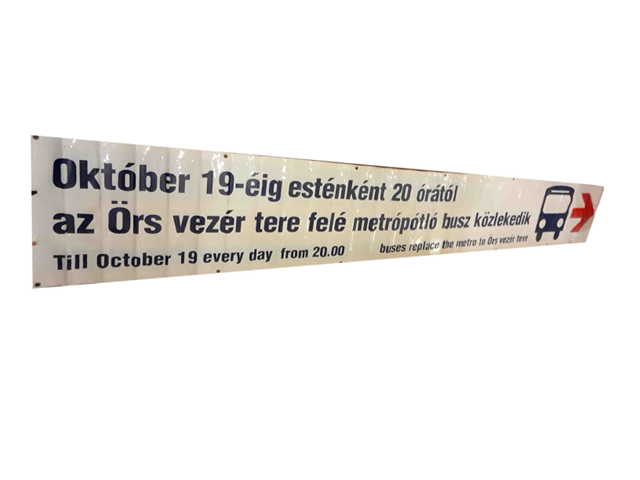 Október 19-éig esténként 20 órától
az Örs vezér tere felé metrópótló busz közlekedik
Till October 19 every day from 20.00 buses replace the metro to Örs vezér tere